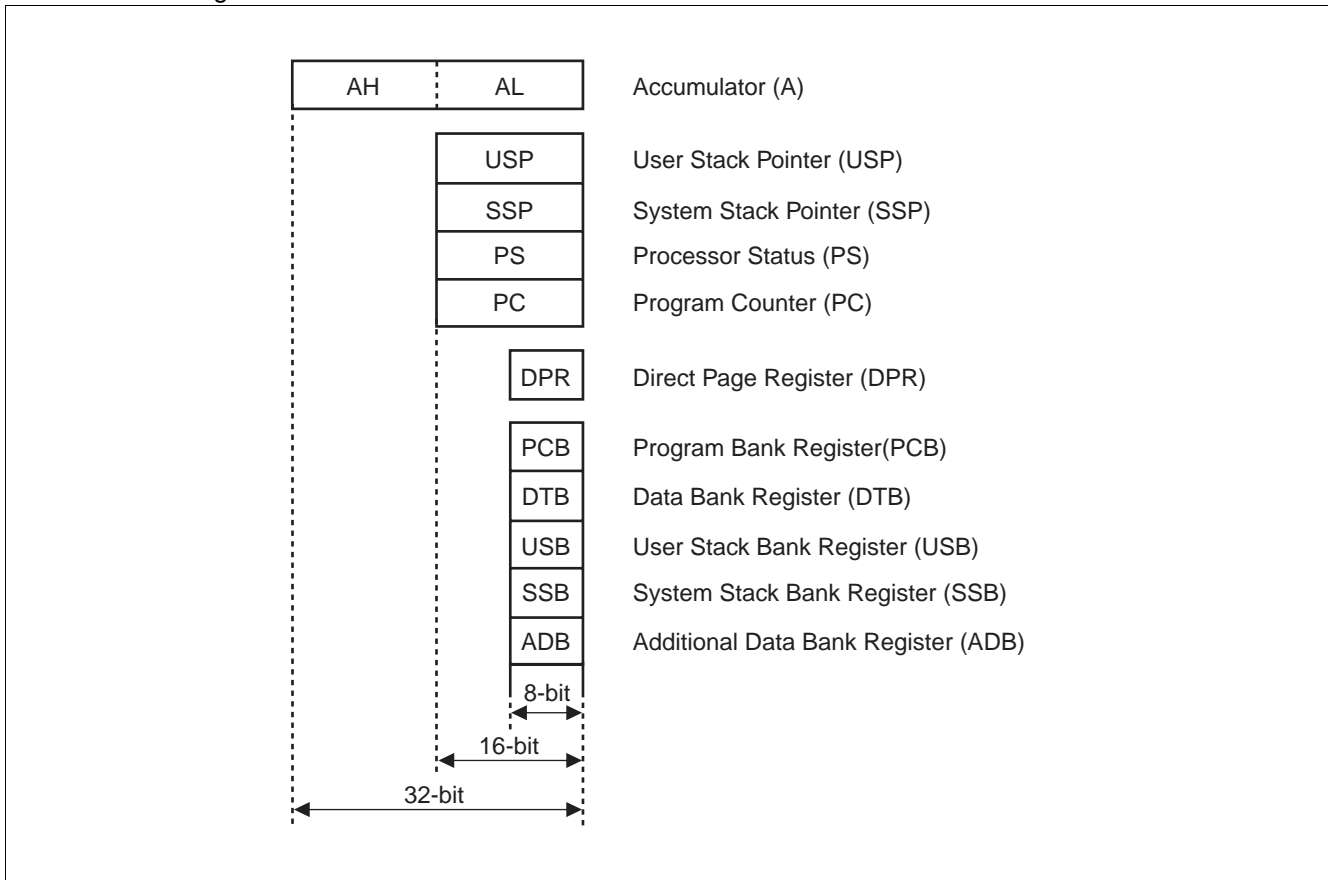 AH AL Accumulator (A)
USP User Stack Pointer (USP)
SSP System Stack Pointer (SSP)
PS Processor Status (PS)
PC Program Counter (PC)
DPR Direct Page Register (DPR)
PCB Program Bank Register(PCB)
DTB Data Bank Register (DTB)
USB User Stack Bank Register (USB)
SSB System Stack Bank Register (SSB)
ADB Additional Data Bank Register (ADB)
8-bit
16-bit
32-bit